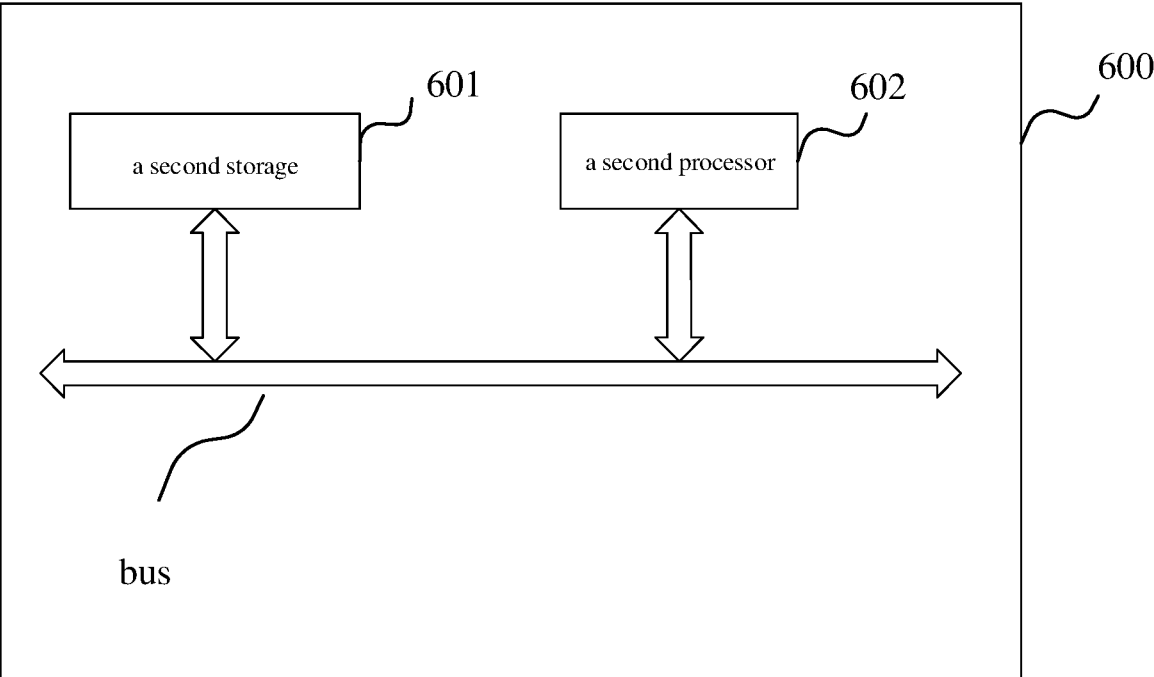 600
601
602
a second storage
a second processor
bus